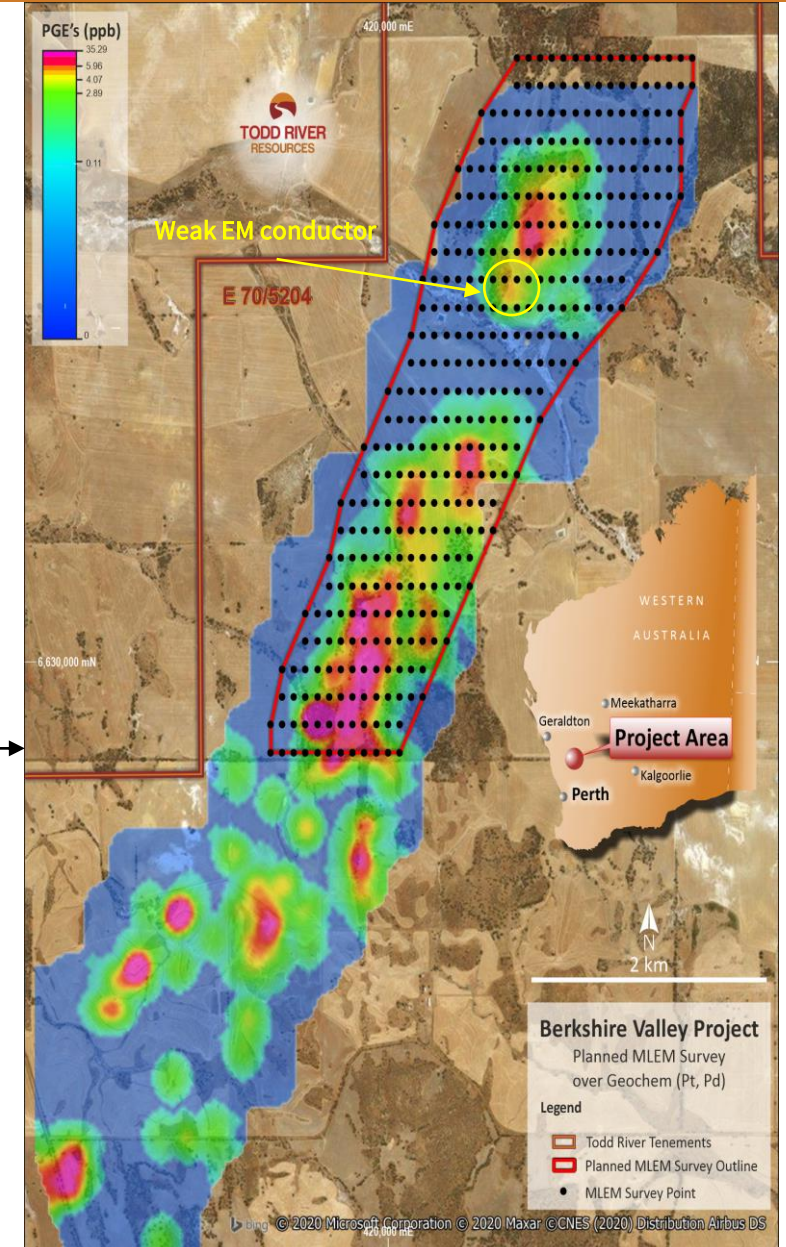 PGE's (ppb)
35.29
5.96
4.07
2.89
0.11
0
420,000 mE
TODD RIVER
RESOURCES
Weak EM conductor
E 70/5204
WESTERN
AUSTRALIA
6,630,000 mN
N
Meekatharra
Geraldton
Project Area
Kalgoorlie
Perth
N
2 km
Berkshire Valley Project
Planned MLEM Survey
over Geochem (Pt, Pd)
Legend
Todd River Tenements
Planned MLEM Survey Outline
MLEM Survey Point
bing © 2020 Microsoft Corporation © 2020 Maxar ©CNES (2020) Distribution Airbus DS
420,000 mE